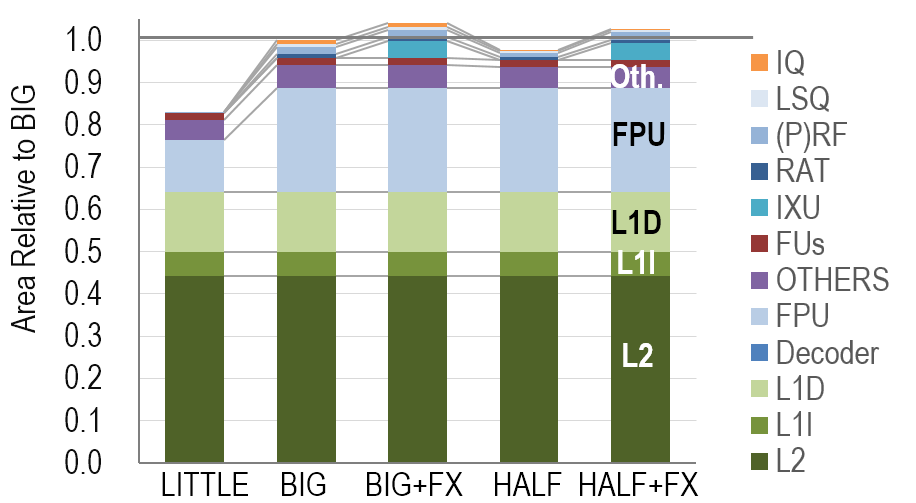 Area Relative to BIG
1.0
0.9
0.8
0.7
0.6
0.5
0.4
0.3
0.2
0.1
0.0
LITTLE
BIG
BIG+FX
HALF
HALF+FX
Oth.
FPU
L1D
L1I
L2
IQ
LSQ
(P)RF
RAT
IXU
FUs
OTHERS
FPU
Decoder
L1D
L1I
L2